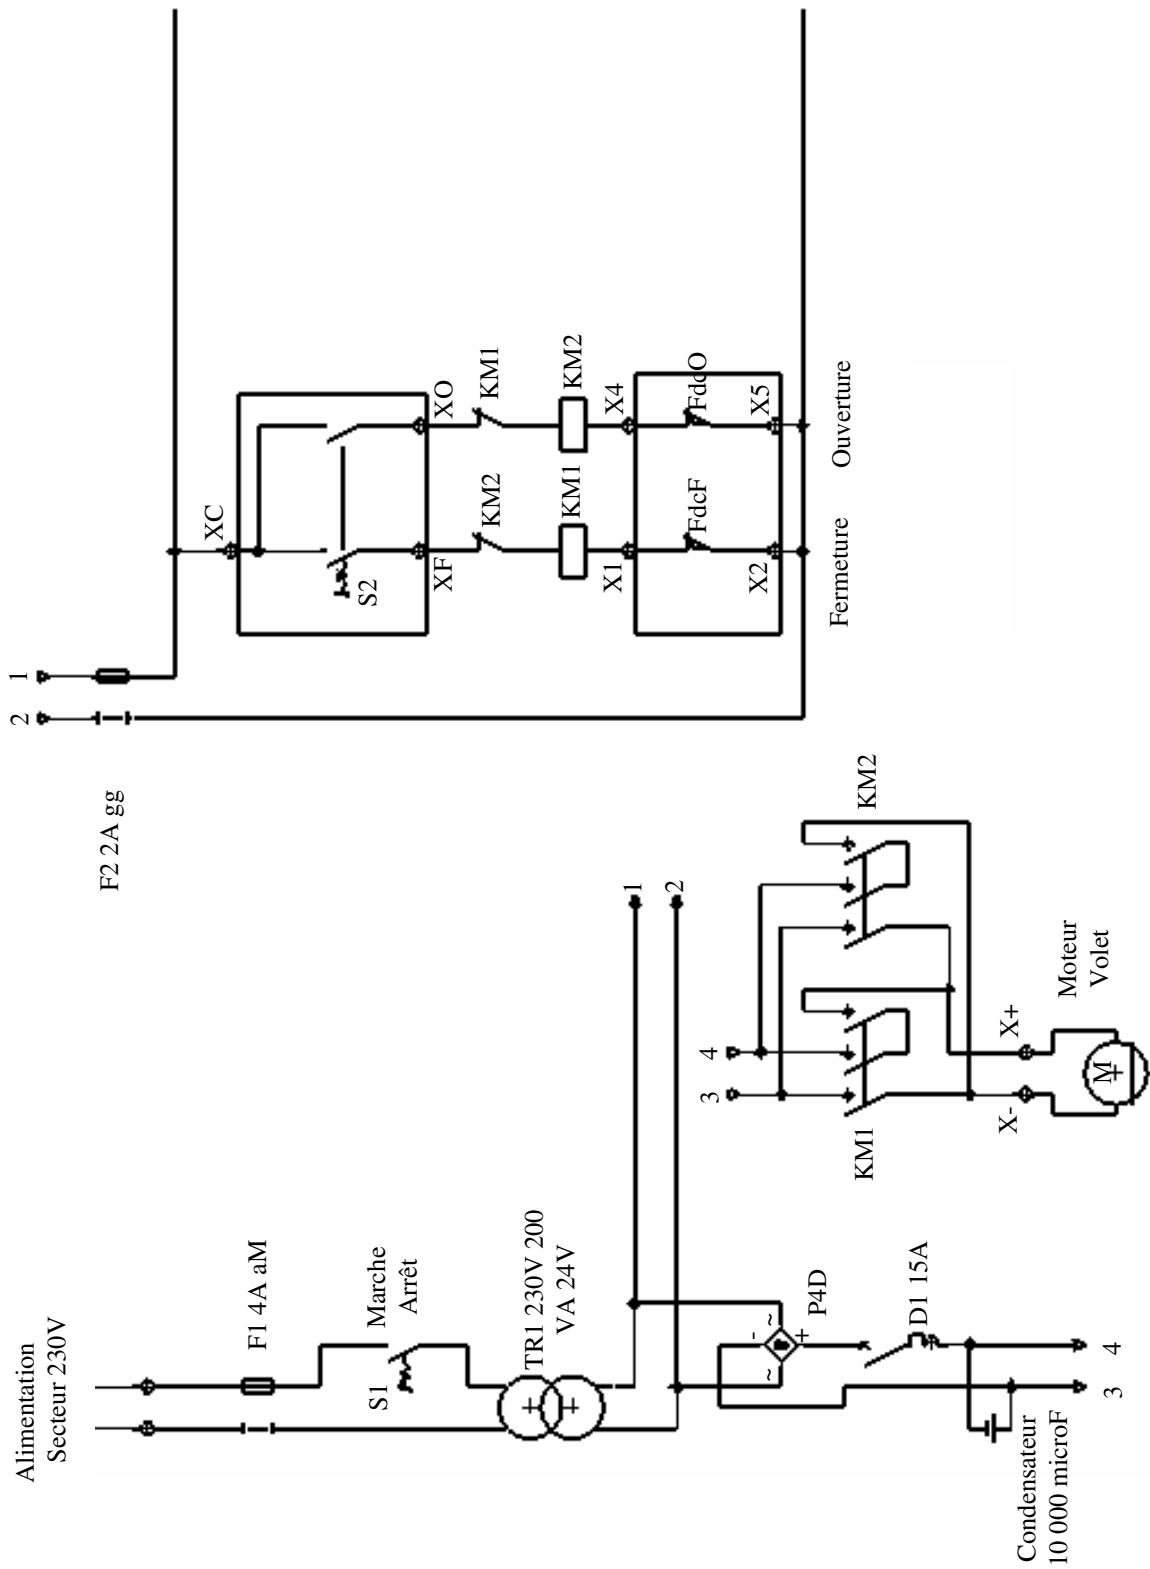 Alimentation
Secteur 230V
F1 4A aM
S1
Marche
Arrêt
TR1 230V 200
VA 24V
1
2
P4D
-
~
~
+
D1 15A
Condensateur
10 000 microF
3
4
3
4
KM1
KM2
X-
X+
M
Moteur
Volet
F2 2A gg
2
1
XC
S2
XF
XO
KM2
KM1
KM1
KM2
X1
X4
FdcF
FdcO
X2
X5
Fermeture
Ouverture